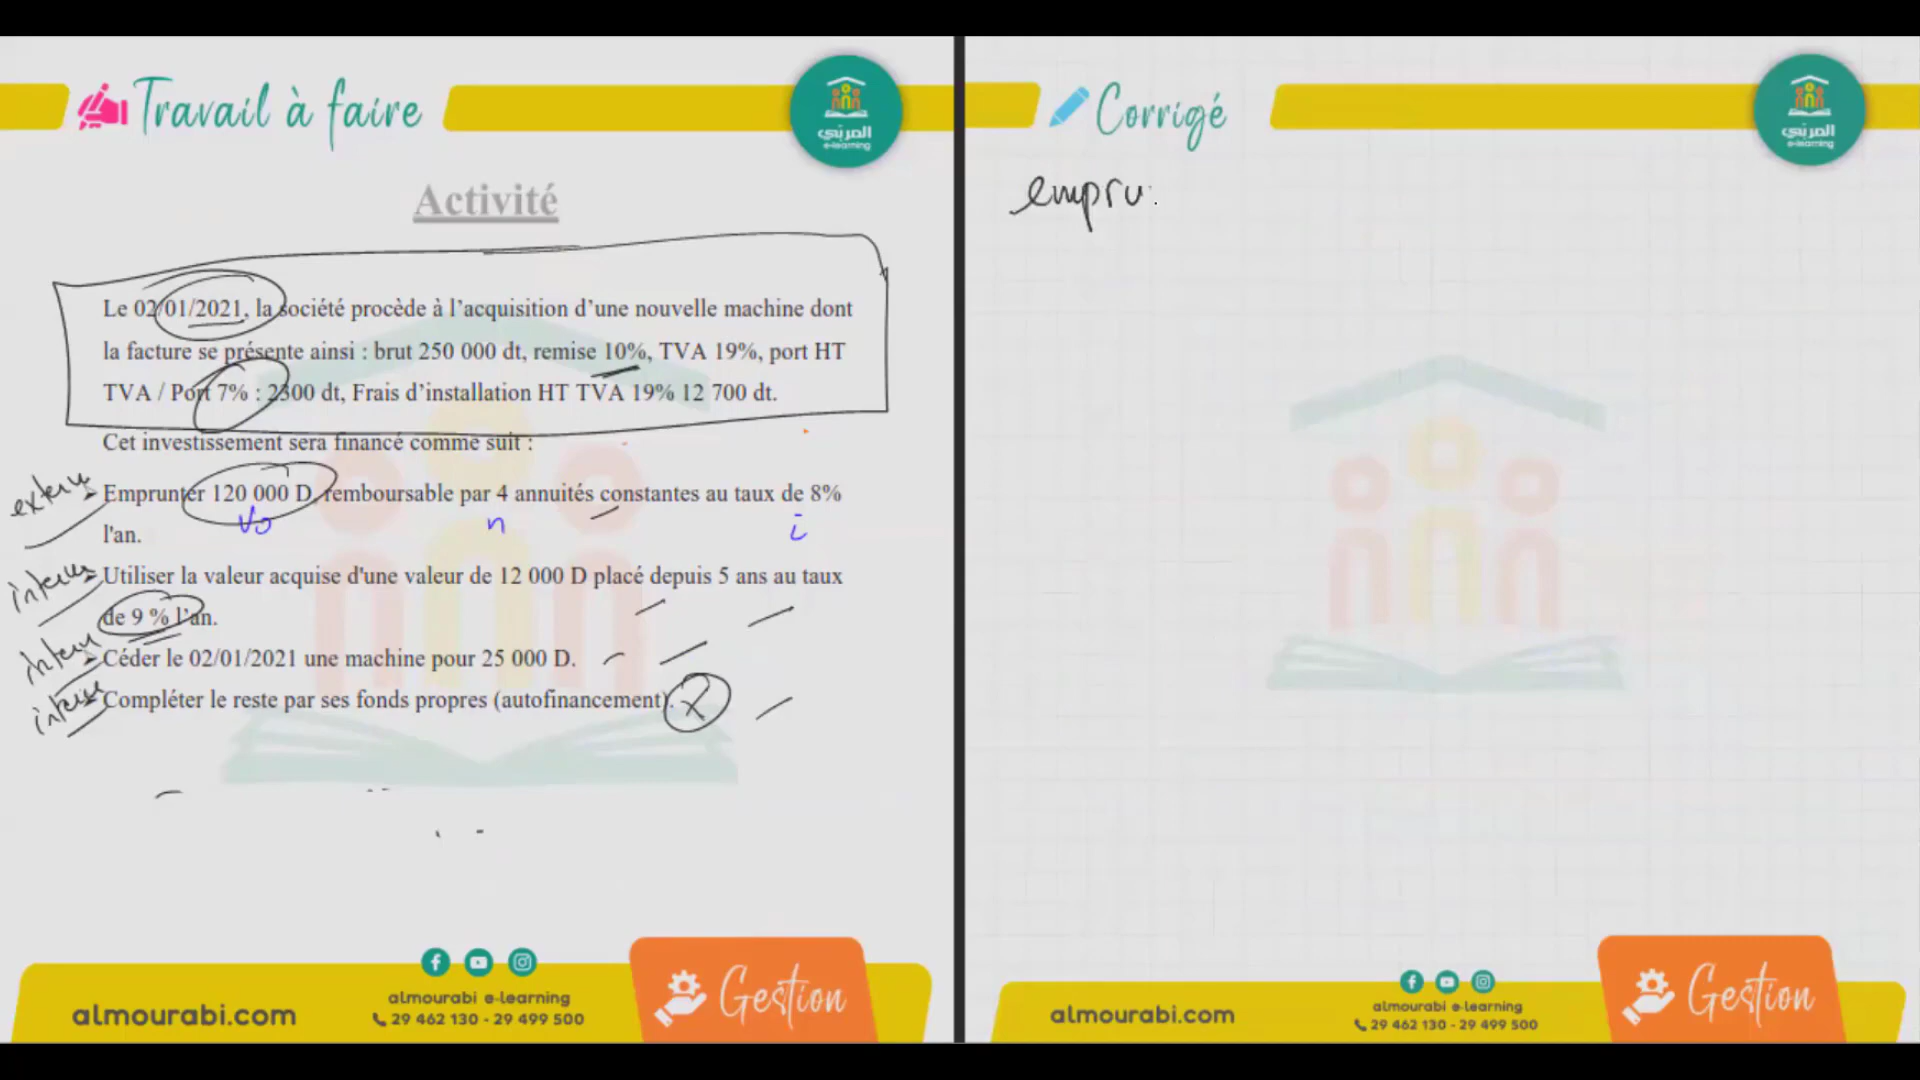 Travail à faire
المربّي
e-learning
Activité
Le 02/01/2021, la société procède à l'acquisition d'une nouvelle machine dont
la facture se présente ainsi : brut 250 000 dt, remise 10%, TVA 19%, port HT
TVA / Port 7% : 2300 dt, Frais d'installation HT TVA 19% 12 700 dt.
Cet investissement sera financé comme suit :
externe
➢ Emprunter 120 000 D, remboursable par 4 annuités constantes au taux de 8%
l'an.
V0 n i
interne
➢ Utiliser la valeur acquise d'une valeur de 12 000 D placé depuis 5 ans au taux
de 9 % l'an.
interne
➢ Céder le 02/01/2021 une machine pour 25 000 D.
interne
➢ Compléter le reste par ses fonds propres (autofinancement). x
almourabi.com
almourabi e-learning
29 462 130 - 29 499 500
Gestion
Corrigé
المربّي
e-learning
empru
almourabi.com
almourabi e-learning
29 462 130 - 29 499 500
Gestion